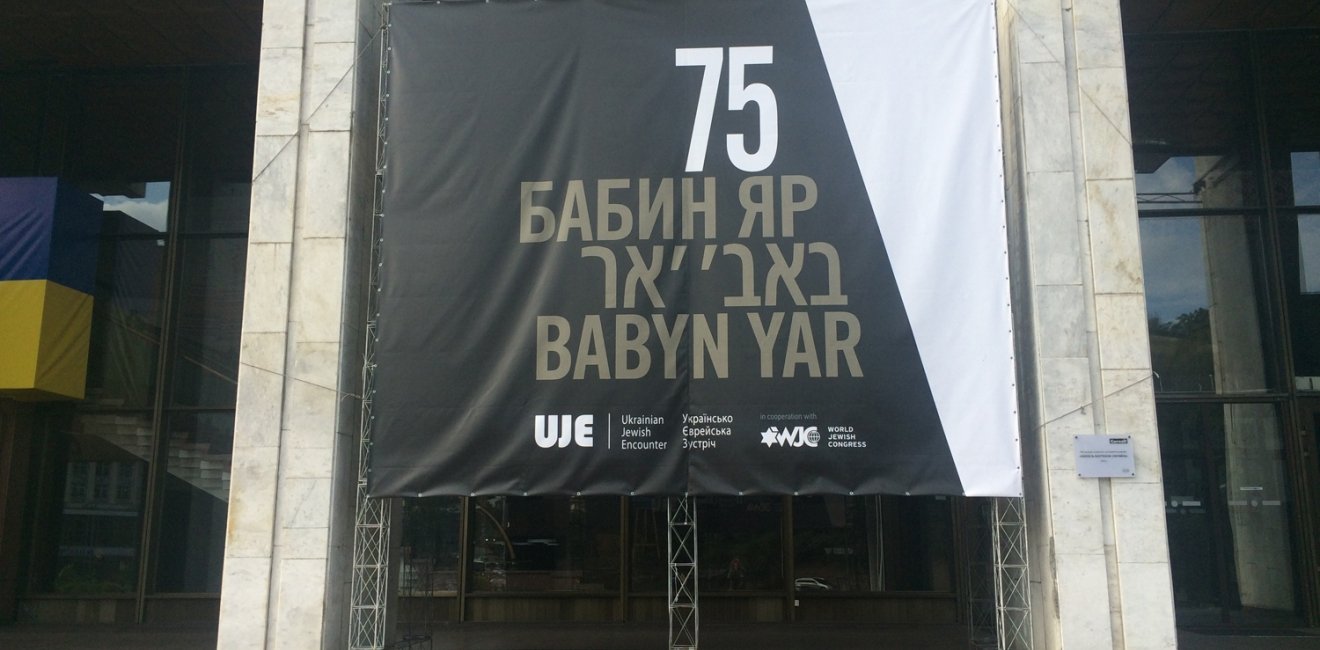 75
БАБИН ЯР
באב׳׳אר
BABYN YAR
UJE
Ukrainian
Jewish
Encounter
Українсько
Єврейська
Зустріч
in cooperation with
WJC
WORLD
JEWISH
CONGRESS